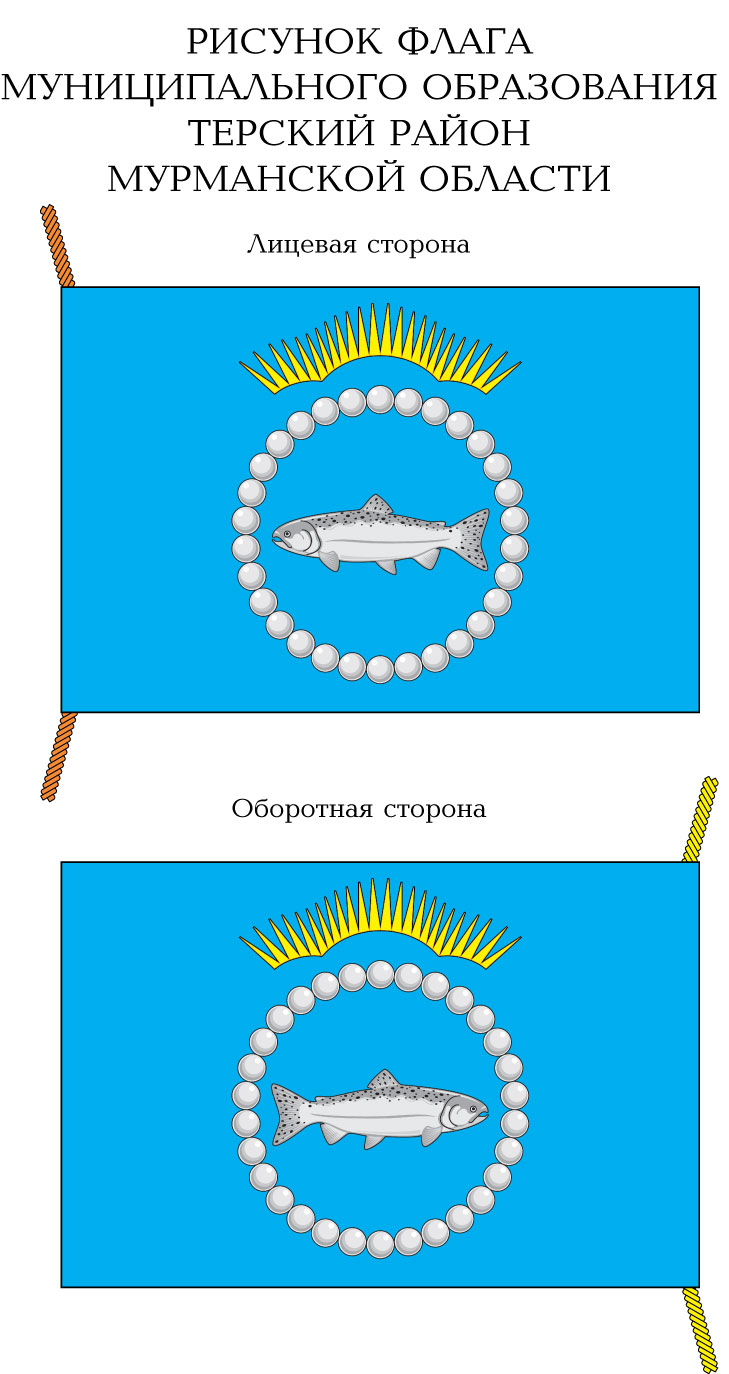 РИСУНОК ФЛАГА
МУНИЦИПАЛЬНОГО ОБРАЗОВАНИЯ
ТЕРСКИЙ РАЙОН
МУРМАНСКОЙ ОБЛАСТИ
Лицевая сторона
Оборотная сторона